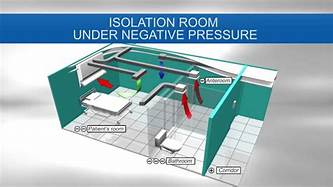 ISOLATION ROOM
UNDER NEGATIVE PRESSURE
Anteroom
Patient's room
Bathroom
Corridor